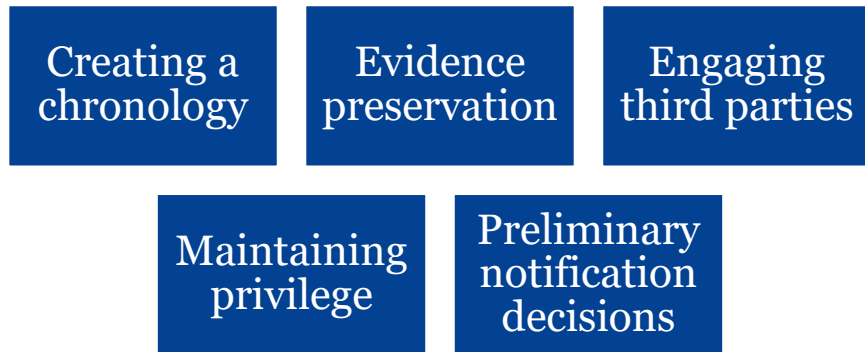 Creating a
chronology
Evidence
preservation
Engaging
third parties
Maintaining
privilege
Preliminary
notification
decisions